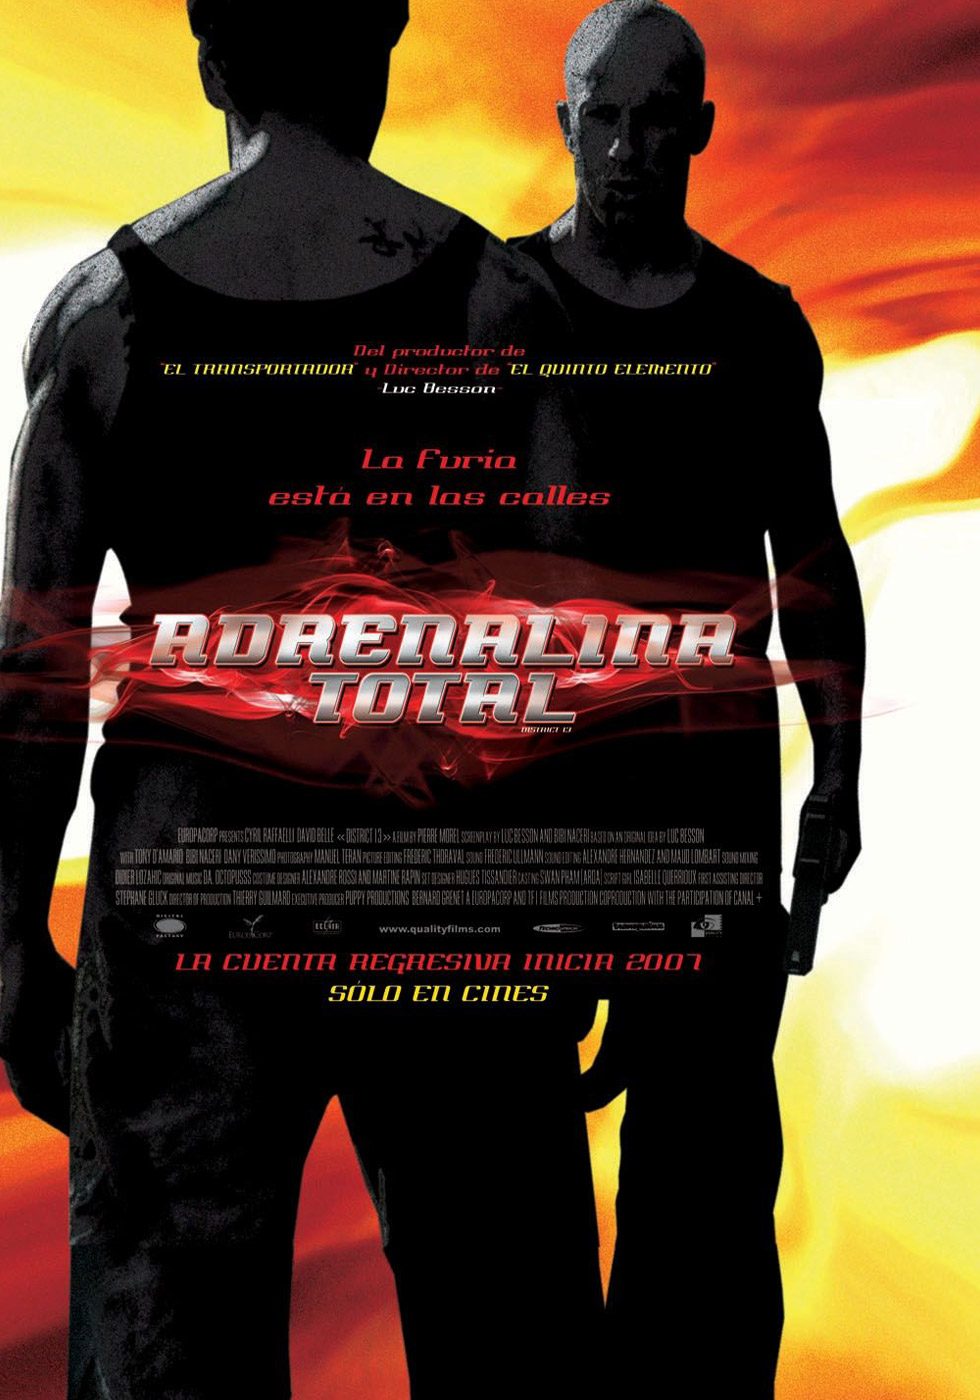 Del productor de
"EL TRANSPORTADOR" y Director de "EL QUINTO ELEMENTO"
-Luc Besson-
La Furia
está en las calles
ADRENALINA
TOTAL
DISTRICT 13
EUROPACORP PRESENTS CYRIL RAFFAELLI DAVID BELLE «DISTRICT 13» A FILM BY PIERRE MOREL SCREENPLAY BY LUC BESSON AND BIBI NACERI BASED ON AN ORIGINAL IDEA BY LUC BESSON
WITH TONY D'AMARIO BIBI NACERI DANY VERISSIMO PHOTOGRAPHY MANUEL TERAN PICTURE EDITING FREDERIC THORAVAL SOUND FREDERIC ULLMANN SOUND EDITING ALEXANDRE HERNANDEZ AND MAUD LOMBART SOUND MIXING
DIDIER LOZAHIC ORIGINAL MUSIC DA OCTOPUSSS COSTUME DESIGNER ALEXANDRE ROSSI AND MARTINE RAPIN SET DESIGNER HUGUES TISSANDIER CASTING SWAN PHAM (ARDA) SCRIPT GIRL ISABELLE QUERRIOUX FIRST ASSISTING DIRECTOR
STEPHANE GLUCK DIRECTOR OF PRODUCTION THIERRY GUILMARD EXECUTIVE PRODUCER PUPPY PRODUCTIONS BERNARD GRENET A EUROPACORP AND TF1 FILMS PRODUCTION COPRODUCTION WITH THE PARTICIPATION OF CANAL +
DIGITAL
FACTORY
EUROPACORP
www.qualityfilms.com
LA CUENTA REGRESIVA INICIA 2007
SÓLO EN CINES